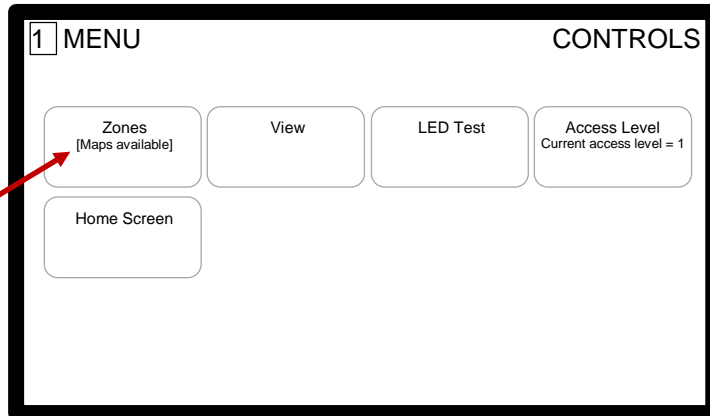 1 MENU CONTROLS
Zones View LED Test Access Level
[Maps available] Current access level = 1
Home Screen